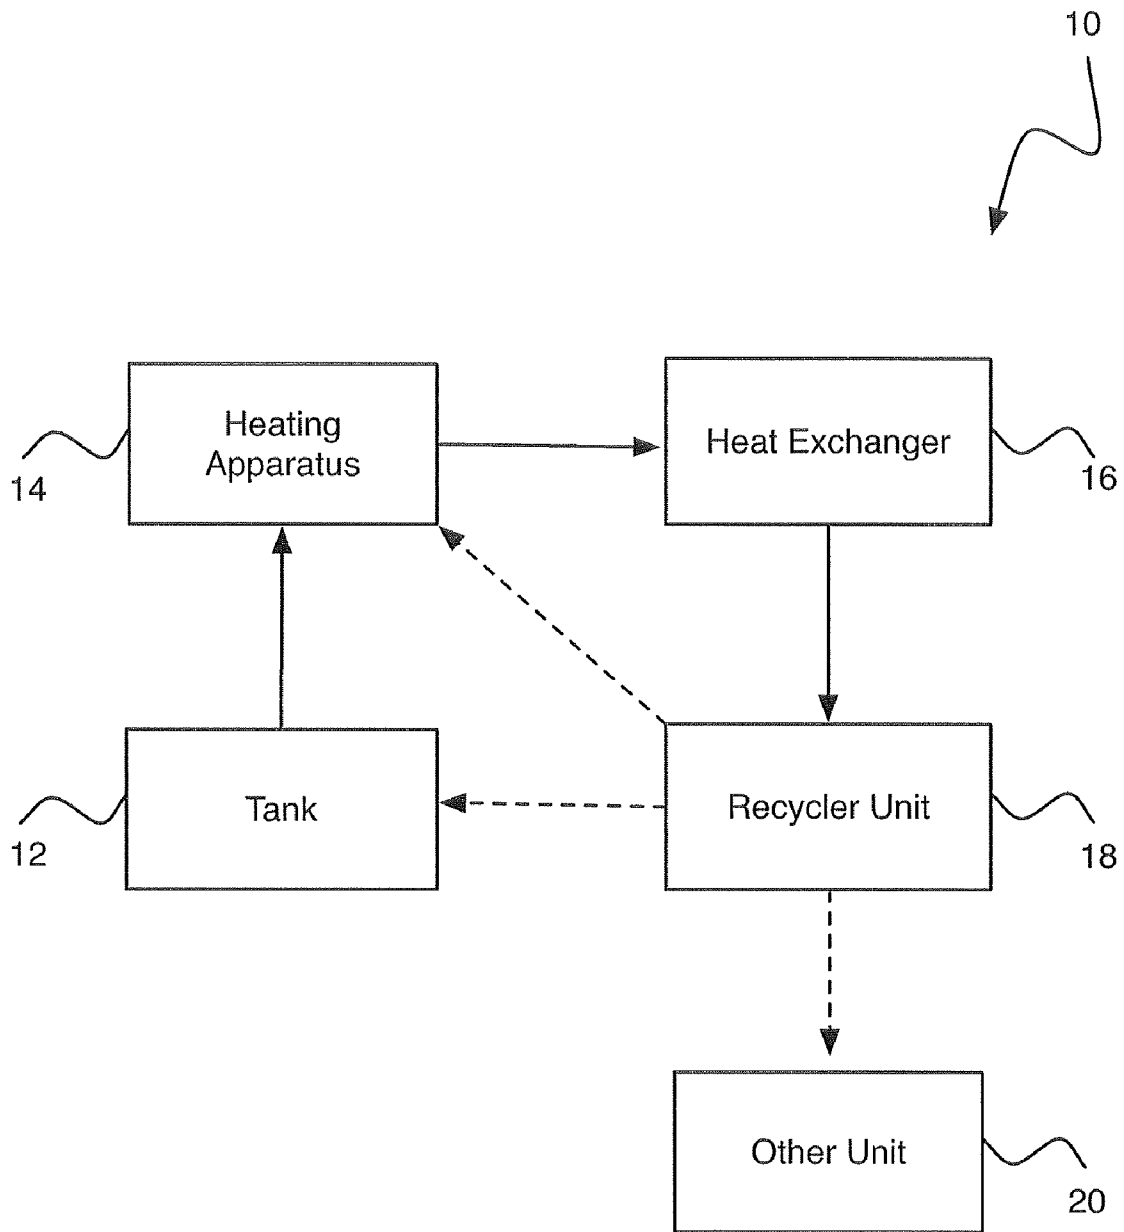 10
Heating
Apparatus
Heat Exchanger
14
16
Tank
Recycler Unit
12
18
Other Unit
20